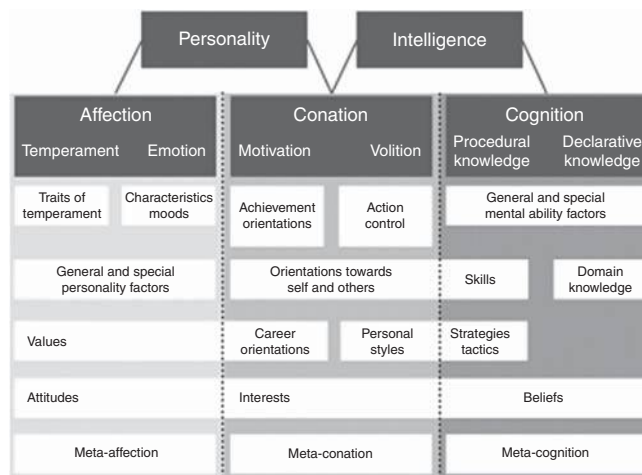 Personality
Intelligence
Affection
Conation
Cognition
Temperament
Emotion
Motivation
Volition
Procedural
knowledge
Declarative
knowledge
Traits of
temperament
Characteristics
moods
Achievement
orientations
Action
control
General and special
mental ability factors
General and special
personality factors
Orientations towards
self and others
Skills
Domain
knowledge
Values
Career
orientations
Personal
styles
Strategies
tactics
Attitudes
Interests
Beliefs
Meta-affection
Meta-conation
Meta-cognition